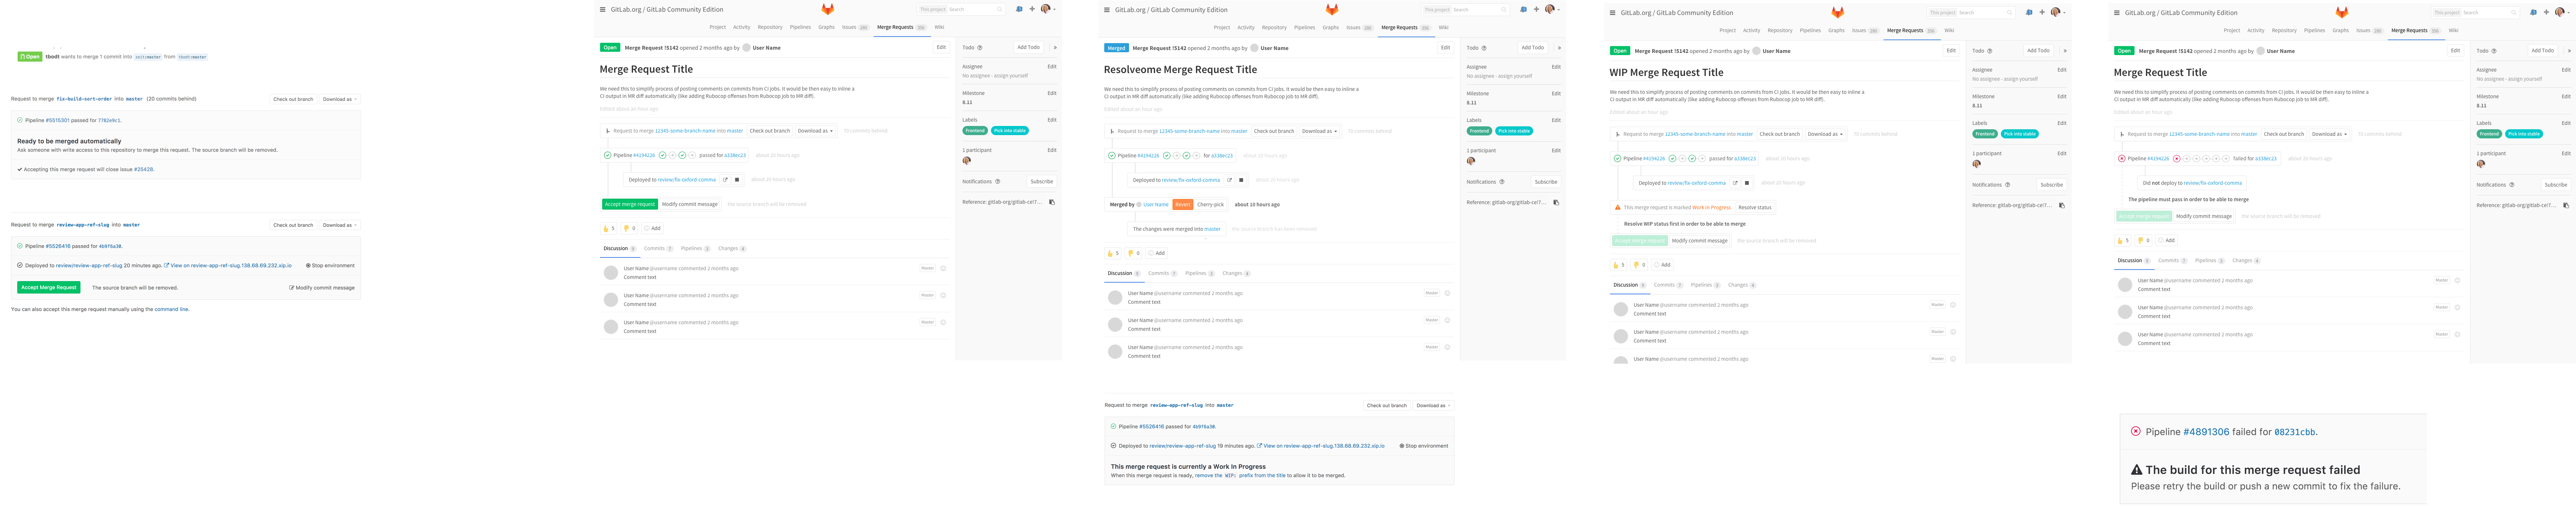 Open tbodt wants to merge 1 commit into init:master from tbodt:master
Request to merge fix-build-sort-order into master (20 commits behind) Check out branch Download as
Pipeline #5515301 passed for 7782e9c1.
Ready to be merged automatically
Ask someone with write access to this repository to merge this request. The source branch will be removed.
Accepting this merge request will close issue #25428.
Request to merge review-app-ref-slug into master Check out branch Download as
Pipeline #5526416 passed for 4b9f6a30.
Deployed to review/review-app-ref-slug 20 minutes ago. View on review-app-ref-slug.138.68.69.232.xip.io Stop environment
Accept Merge Request The source branch will be removed. Modify commit message
You can also accept this merge request manually using the command line.
GitLab.org / GitLab Community Edition This project Search
Project Activity Repository Pipelines Graphs Issues Merge Requests Wiki
Open Merge Request !5142 opened 2 months ago by User Name Edit
Merge Request Title
We need this to simplify process of posting comments on commits from CI jobs. It would be then easy to inline a
CI output in MR diff automatically (like adding Rubocop offenses from Rubocop job to MR diff).
Edited about an hour ago
Request to merge 12345-some-branch-name into master Check out branch Download as 70 commits behind
Pipeline #4194226 passed for a338ec23 about 20 hours ago
Deployed to review/fix-oxford-comma about 20 hours ago
Accept merge request Modify commit message the source branch will be removed
5 0 Add
Discussion Commits Pipelines Changes
User Name @username commented 2 months ago Master
Comment text
User Name @username commented 2 months ago Master
Comment text
User Name @username commented 2 months ago Master
Comment text
Todo Add Todo »
Assignee Edit
No assignee - assign yourself
Milestone Edit
8.11
Labels Edit
Frontend Pick into stable
1 participant Edit
Notifications Subscribe
Reference: gitlab-org/gitlab-ce!7...
GitLab.org / GitLab Community Edition This project Search
Project Activity Repository Pipelines Graphs Issues Merge Requests Wiki
Merged Merge Request !5142 opened 2 months ago by User Name Edit
Resolveome Merge Request Title
We need this to simplify process of posting comments on commits from CI jobs. It would be then easy to inline a
CI output in MR diff automatically (like adding Rubocop offenses from Rubocop job to MR diff).
Edited about an hour ago
Request to merge 12345-some-branch-name into master Check out branch Download as 70 commits behind
Pipeline #4194226 for a338ec23 about 10 hours ago
Deployed to review/fix-oxford-comma about 10 hours ago
Merged by User Name Revert Cherry-pick about 10 hours ago
The changes were merged into master the source branch has been removed
5 0 Add
Discussion Commits Pipelines Changes
User Name @username commented 2 months ago Master
Comment text
User Name @username commented 2 months ago Master
Comment text
User Name @username commented 2 months ago Master
Comment text
Todo Add Todo »
Assignee Edit
No assignee - assign yourself
Milestone Edit
8.11
Labels Edit
Frontend Pick into stable
1 participant Edit
Notifications Subscribe
Reference: gitlab-org/gitlab-ce!7...
Request to merge review-app-ref-slug into master Check out branch Download as
Pipeline #5526416 passed for 4b9f6a30.
Deployed to review/review-app-ref-slug 19 minutes ago. View on review-app-ref-slug.138.68.69.232.xip.io Stop environment
This merge request is currently a Work In Progress
When this merge request is ready, remove the WIP: prefix from the title to allow it to be merged.
GitLab.org / GitLab Community Edition This project Search
Project Activity Repository Pipelines Graphs Issues Merge Requests Wiki
Open Merge Request !5142 opened 2 months ago by User Name Edit
WIP Merge Request Title
We need this to simplify process of posting comments on commits from CI jobs. It would be then easy to inline a
CI output in MR diff automatically (like adding Rubocop offenses from Rubocop job to MR diff).
Edited about an hour ago
Request to merge 12345-some-branch-name into master Check out branch Download as 70 commits behind
Pipeline #4194226 passed for a338ec23 about 20 hours ago
Deployed to review/fix-oxford-comma about 20 hours ago
This merge request is marked Work in Progress Resolve status
Resolve WIP status first in order to be able to merge
Accept merge request Modify commit message the source branch will be removed
5 0 Add
Discussion Commits Pipelines Changes
User Name @username commented 2 months ago Master
Comment text
User Name @username commented 2 months ago Master
Comment text
User Name @username commented 2 months ago Master
Todo Add Todo »
Assignee Edit
No assignee - assign yourself
Milestone Edit
8.11
Labels Edit
Frontend Pick into stable
1 participant Edit
Notifications Subscribe
Reference: gitlab-org/gitlab-ce!7...
GitLab.org / GitLab Community Edition This project Search
Project Activity Repository Pipelines Graphs Issues Merge Requests Wiki
Open Merge Request !5142 opened 2 months ago by User Name Edit
Merge Request Title
We need this to simplify process of posting comments on commits from CI jobs. It would be then easy to inline a
CI output in MR diff automatically (like adding Rubocop offenses from Rubocop job to MR diff).
Edited about an hour ago
Request to merge 12345-some-branch-name into master Check out branch Download as 70 commits behind
Pipeline #4194226 failed for a338ec23 about 20 hours ago
Did not deploy to review/fix-oxford-comma
The pipeline must pass in order to be able to merge
Accept merge request Modify commit message the source branch will be removed
5 0 Add
Discussion Commits Pipelines Changes
User Name @username commented 2 months ago Master
Comment text
User Name @username commented 2 months ago Master
Comment text
User Name @username commented 2 months ago Master
Comment text
Todo Add Todo »
Assignee Edit
No assignee - assign yourself
Milestone Edit
8.11
Labels Edit
Frontend Pick into stable
1 participant Edit
Notifications Subscribe
Reference: gitlab-org/gitlab-ce!7...
Pipeline #4891306 failed for 08231cbb.
The build for this merge request failed
Please retry the build or push a new commit to fix the failure.